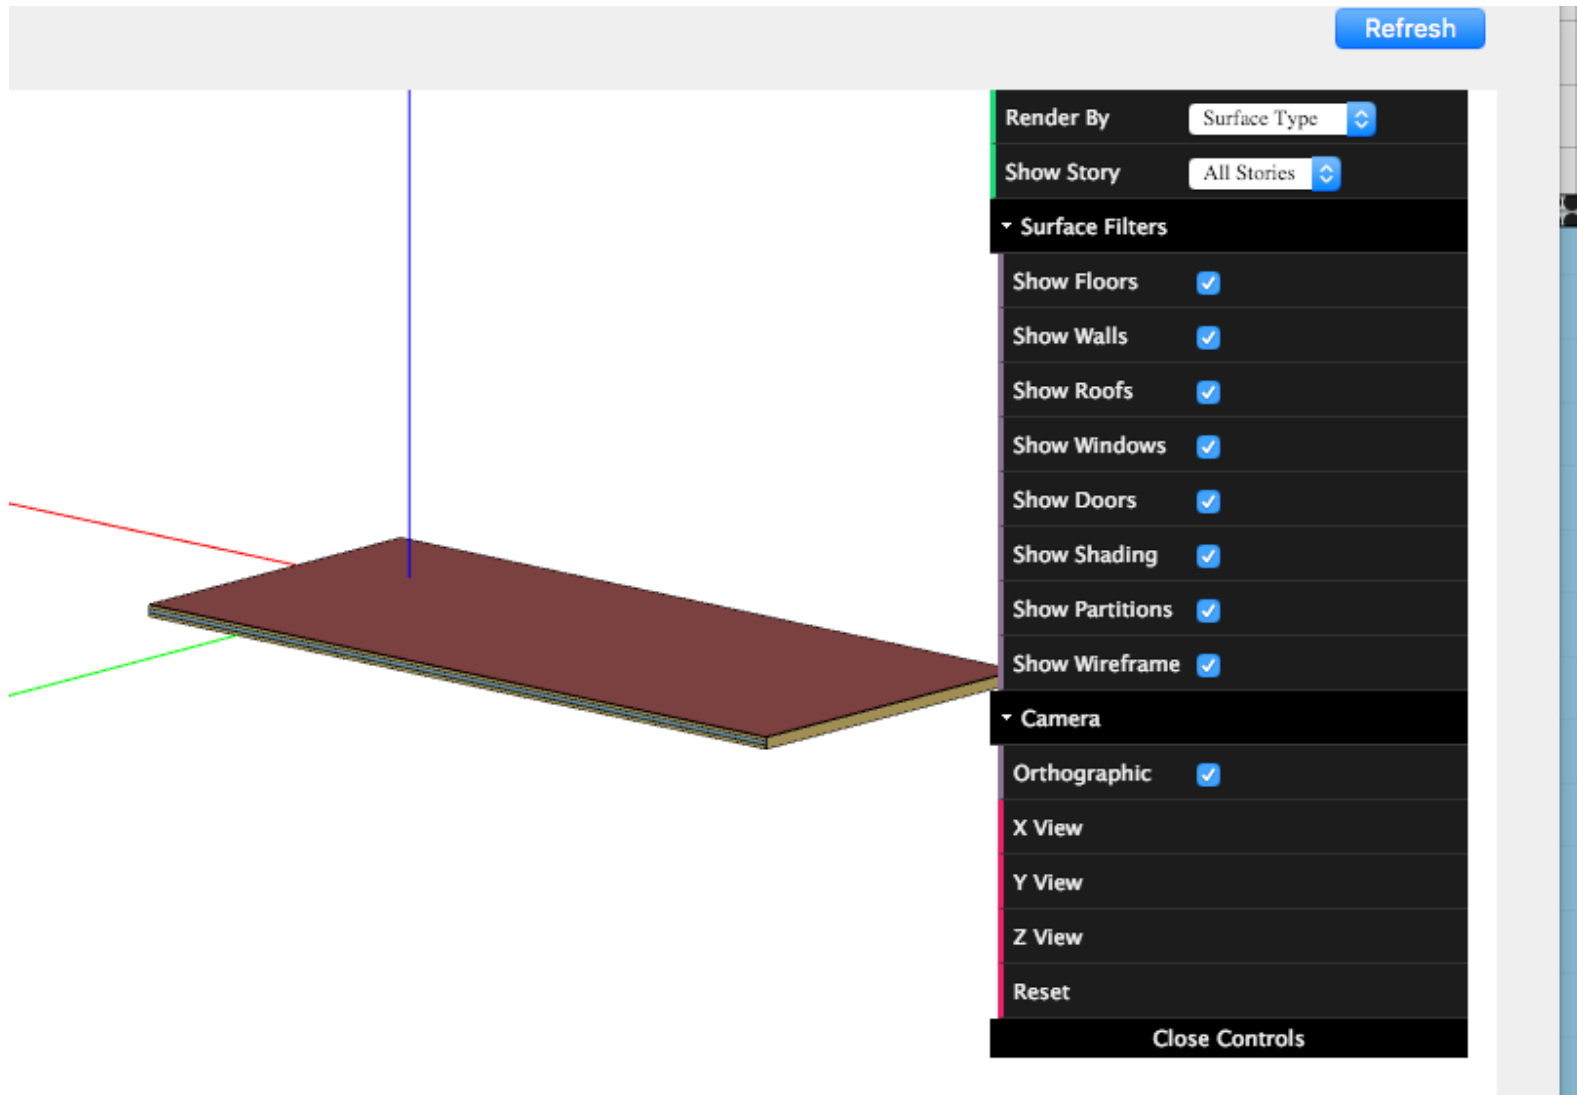 Refresh
Render By Surface Type
Show Story All Stories
Surface Filters
Show Floors
Show Walls
Show Roofs
Show Windows
Show Doors
Show Shading
Show Partitions
Show Wireframe
Camera
Orthographic
X View
Y View
Z View
Reset
Close Controls